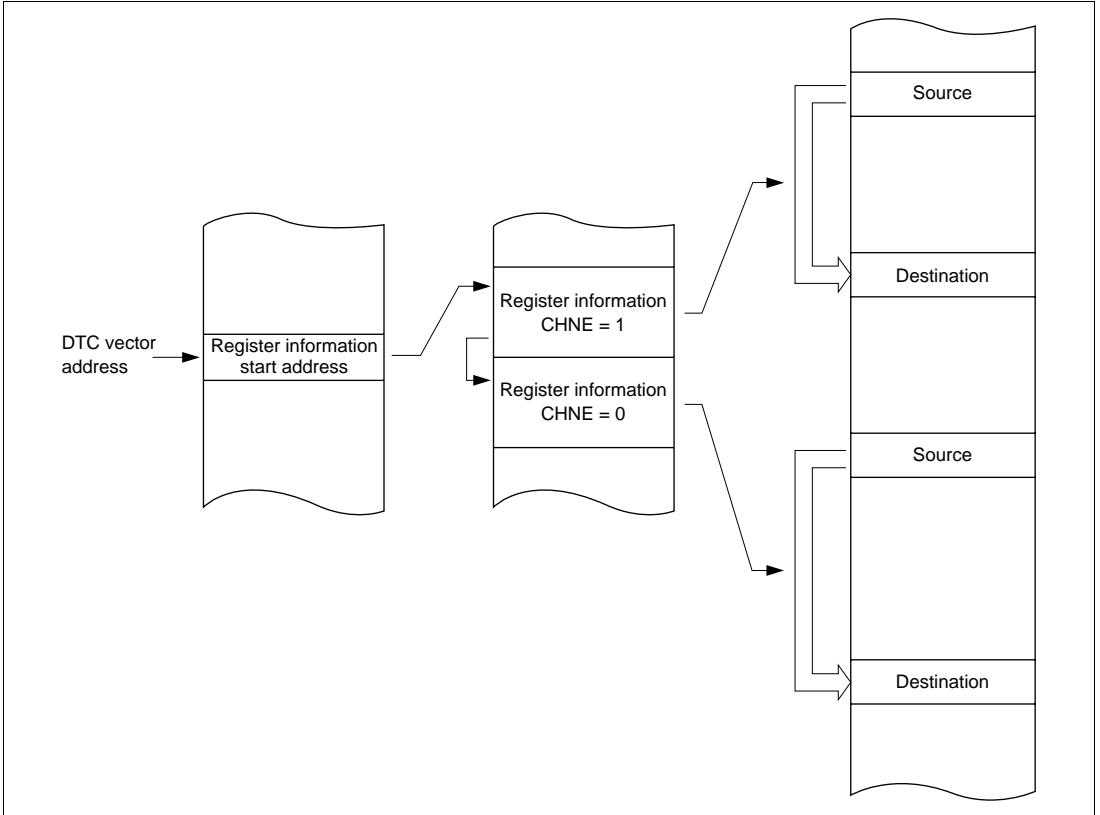 DTC vector
address
Register information
start address
Register information
CHNE = 1
Register information
CHNE = 0
Source
Destination
Source
Destination